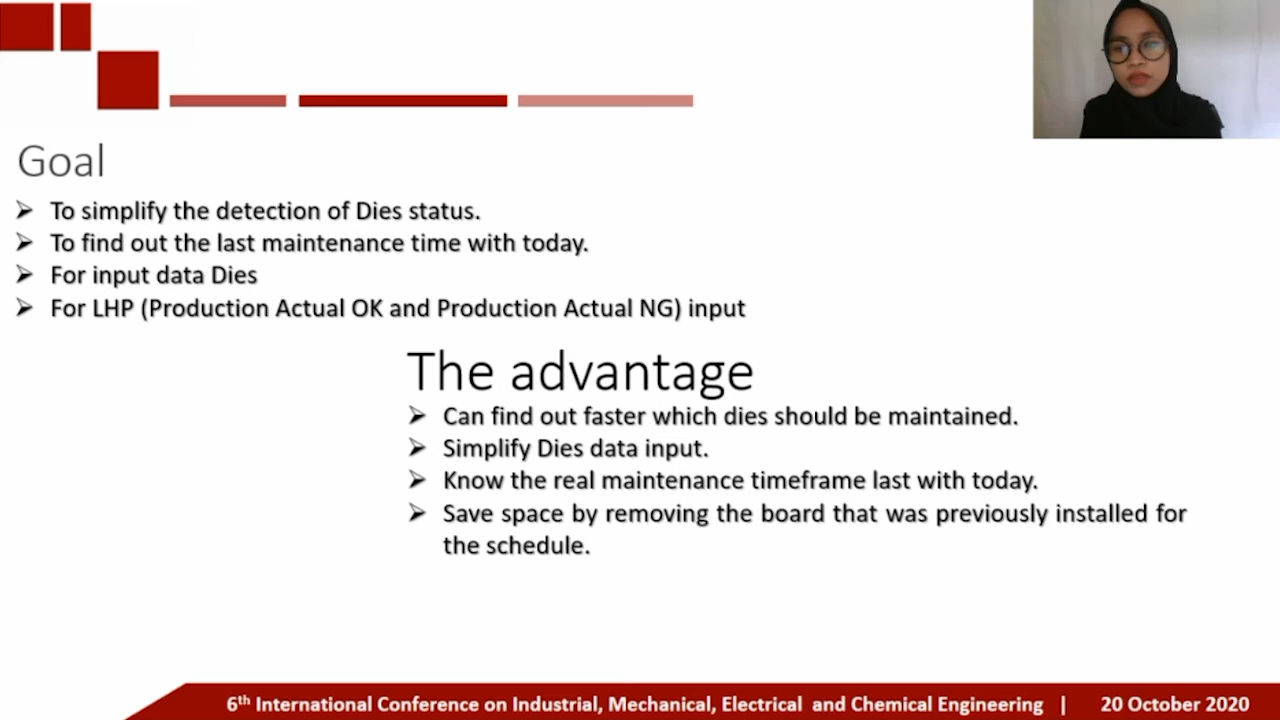 Goal
➢ To simplify the detection of Dies status.
➢ To find out the last maintenance time with today.
➢ For input data Dies
➢ For LHP (Production Actual OK and Production Actual NG) input
The advantage
➢ Can find out faster which dies should be maintained.
➢ Simplify Dies data input.
➢ Know the real maintenance timeframe last with today.
➢ Save space by removing the board that was previously installed for
the schedule.
6th International Conference on Industrial, Mechanical, Electrical and Chemical Engineering | 20 October 2020